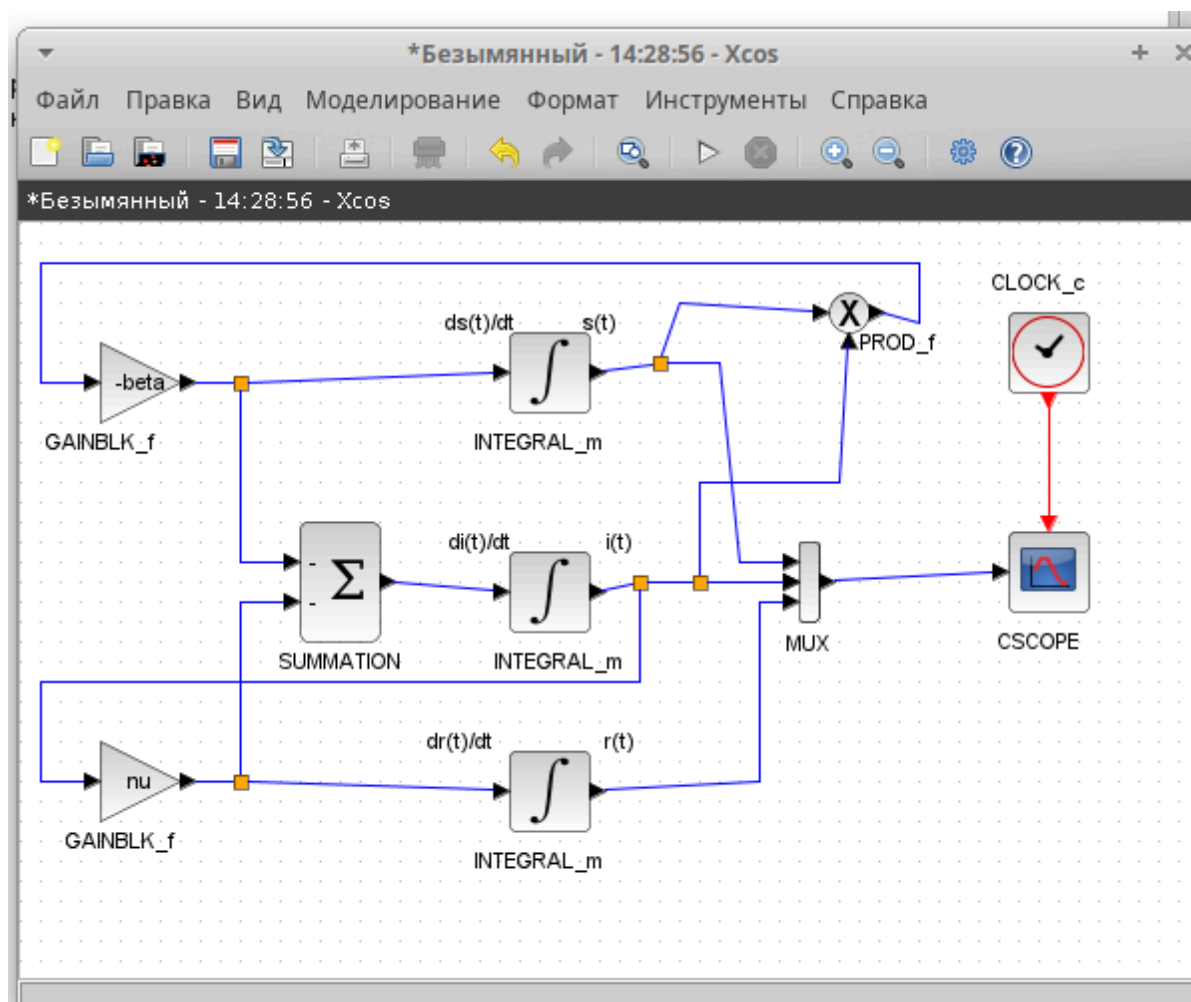 *Безымянный - 14:28:56 - Xcos
Файл Правка Вид Моделирование Формат Инструменты Справка
*Безымянный - 14:28:56 - Xcos
CLOCK_c
ds(t)/dt s(t)
X
PROD_f
-beta
GAINBLK_f
INTEGRAL_m
di(t)/dt i(t)
-
Σ
-
SUMMATION
INTEGRAL_m
MUX
CSCOPE
dr(t)/dt r(t)
nu
GAINBLK_f
INTEGRAL_m